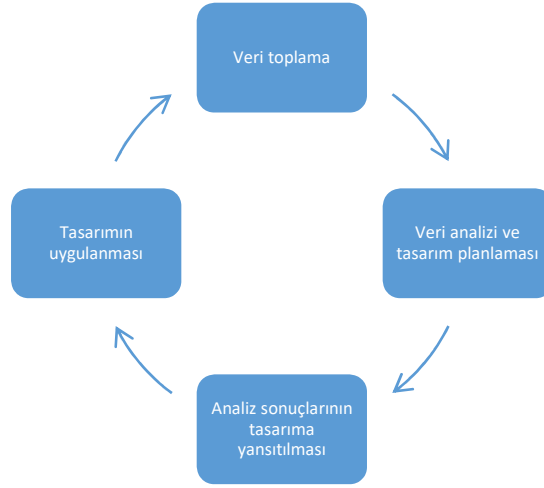 Veri toplama
Veri analizi ve
tasarım planlaması
Analiz sonuçlarının
tasarıma
yansıtılması
Tasarımın
uygulanması